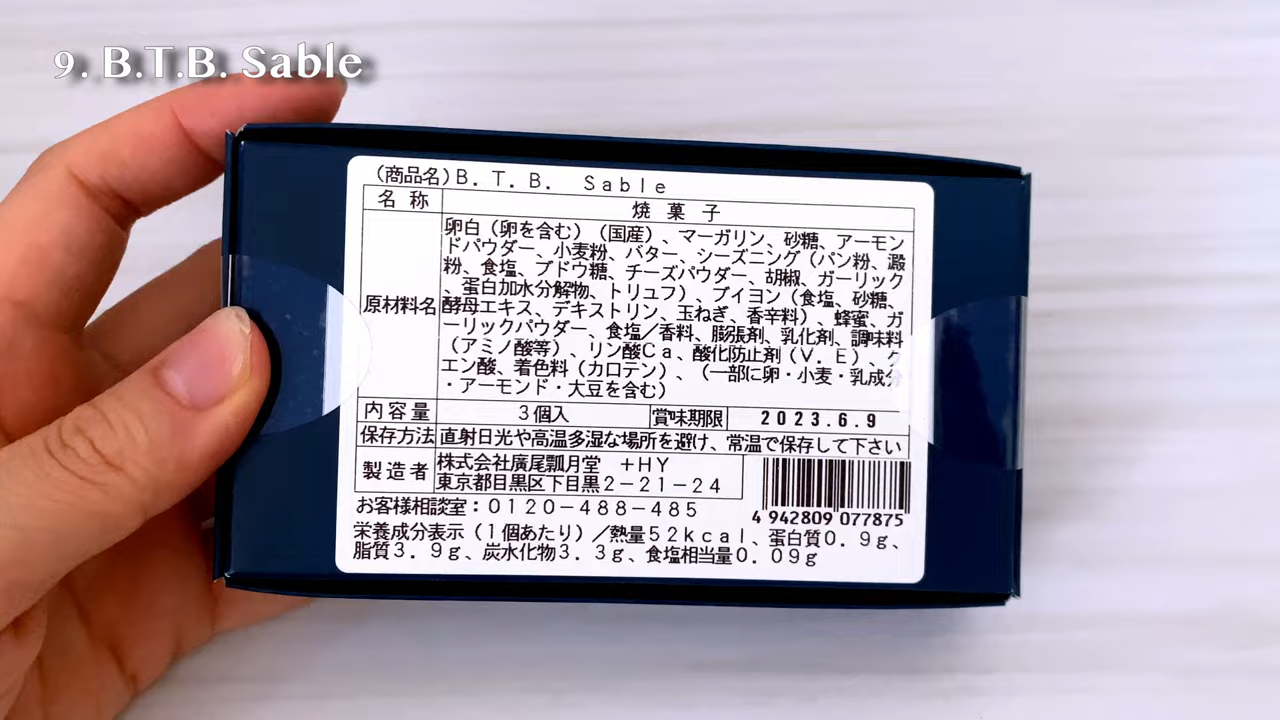 9. B.T.B. Sable
(商品名)B. T. B. Sable
名称 焼菓子
原材料名
卵白(卵を含む)(国産)、マーガリン、砂糖、アーモン
ドパウダー、小麦粉、バター、シーズニング(パン粉、澱
粉、食塩、ブドウ糖、チーズパウダー、胡椒、ガーリック
、蛋白加水分解物、トリュフ)、ブイヨン(食塩、砂糖、
酵母エキス、デキストリン、玉ねぎ、香辛料)、蜂蜜、ガ
ーリックパウダー、食塩/香料、膨張剤、乳化剤、調味料
(アミノ酸等)、リン酸Ca、酸化防止剤(V.E)、ク
エン酸、着色料(カロテン)、(一部に卵・小麦・乳成分
・アーモンド・大豆を含む)
内容量 3個入 賞味期限 2023.6.9
保存方法 直射日光や高温多湿な場所を避け、常温で保存して下さい
製造者 株式会社廣尾瓢月堂 +HY
東京都目黒区下目黒2-21-24
お客様相談室:0120-488-485
4 942809 077875
栄養成分表示(1個あたり)/熱量52kcal、蛋白質0.9g、
脂質3.9g、炭水化物3.3g、食塩相当量0.09g